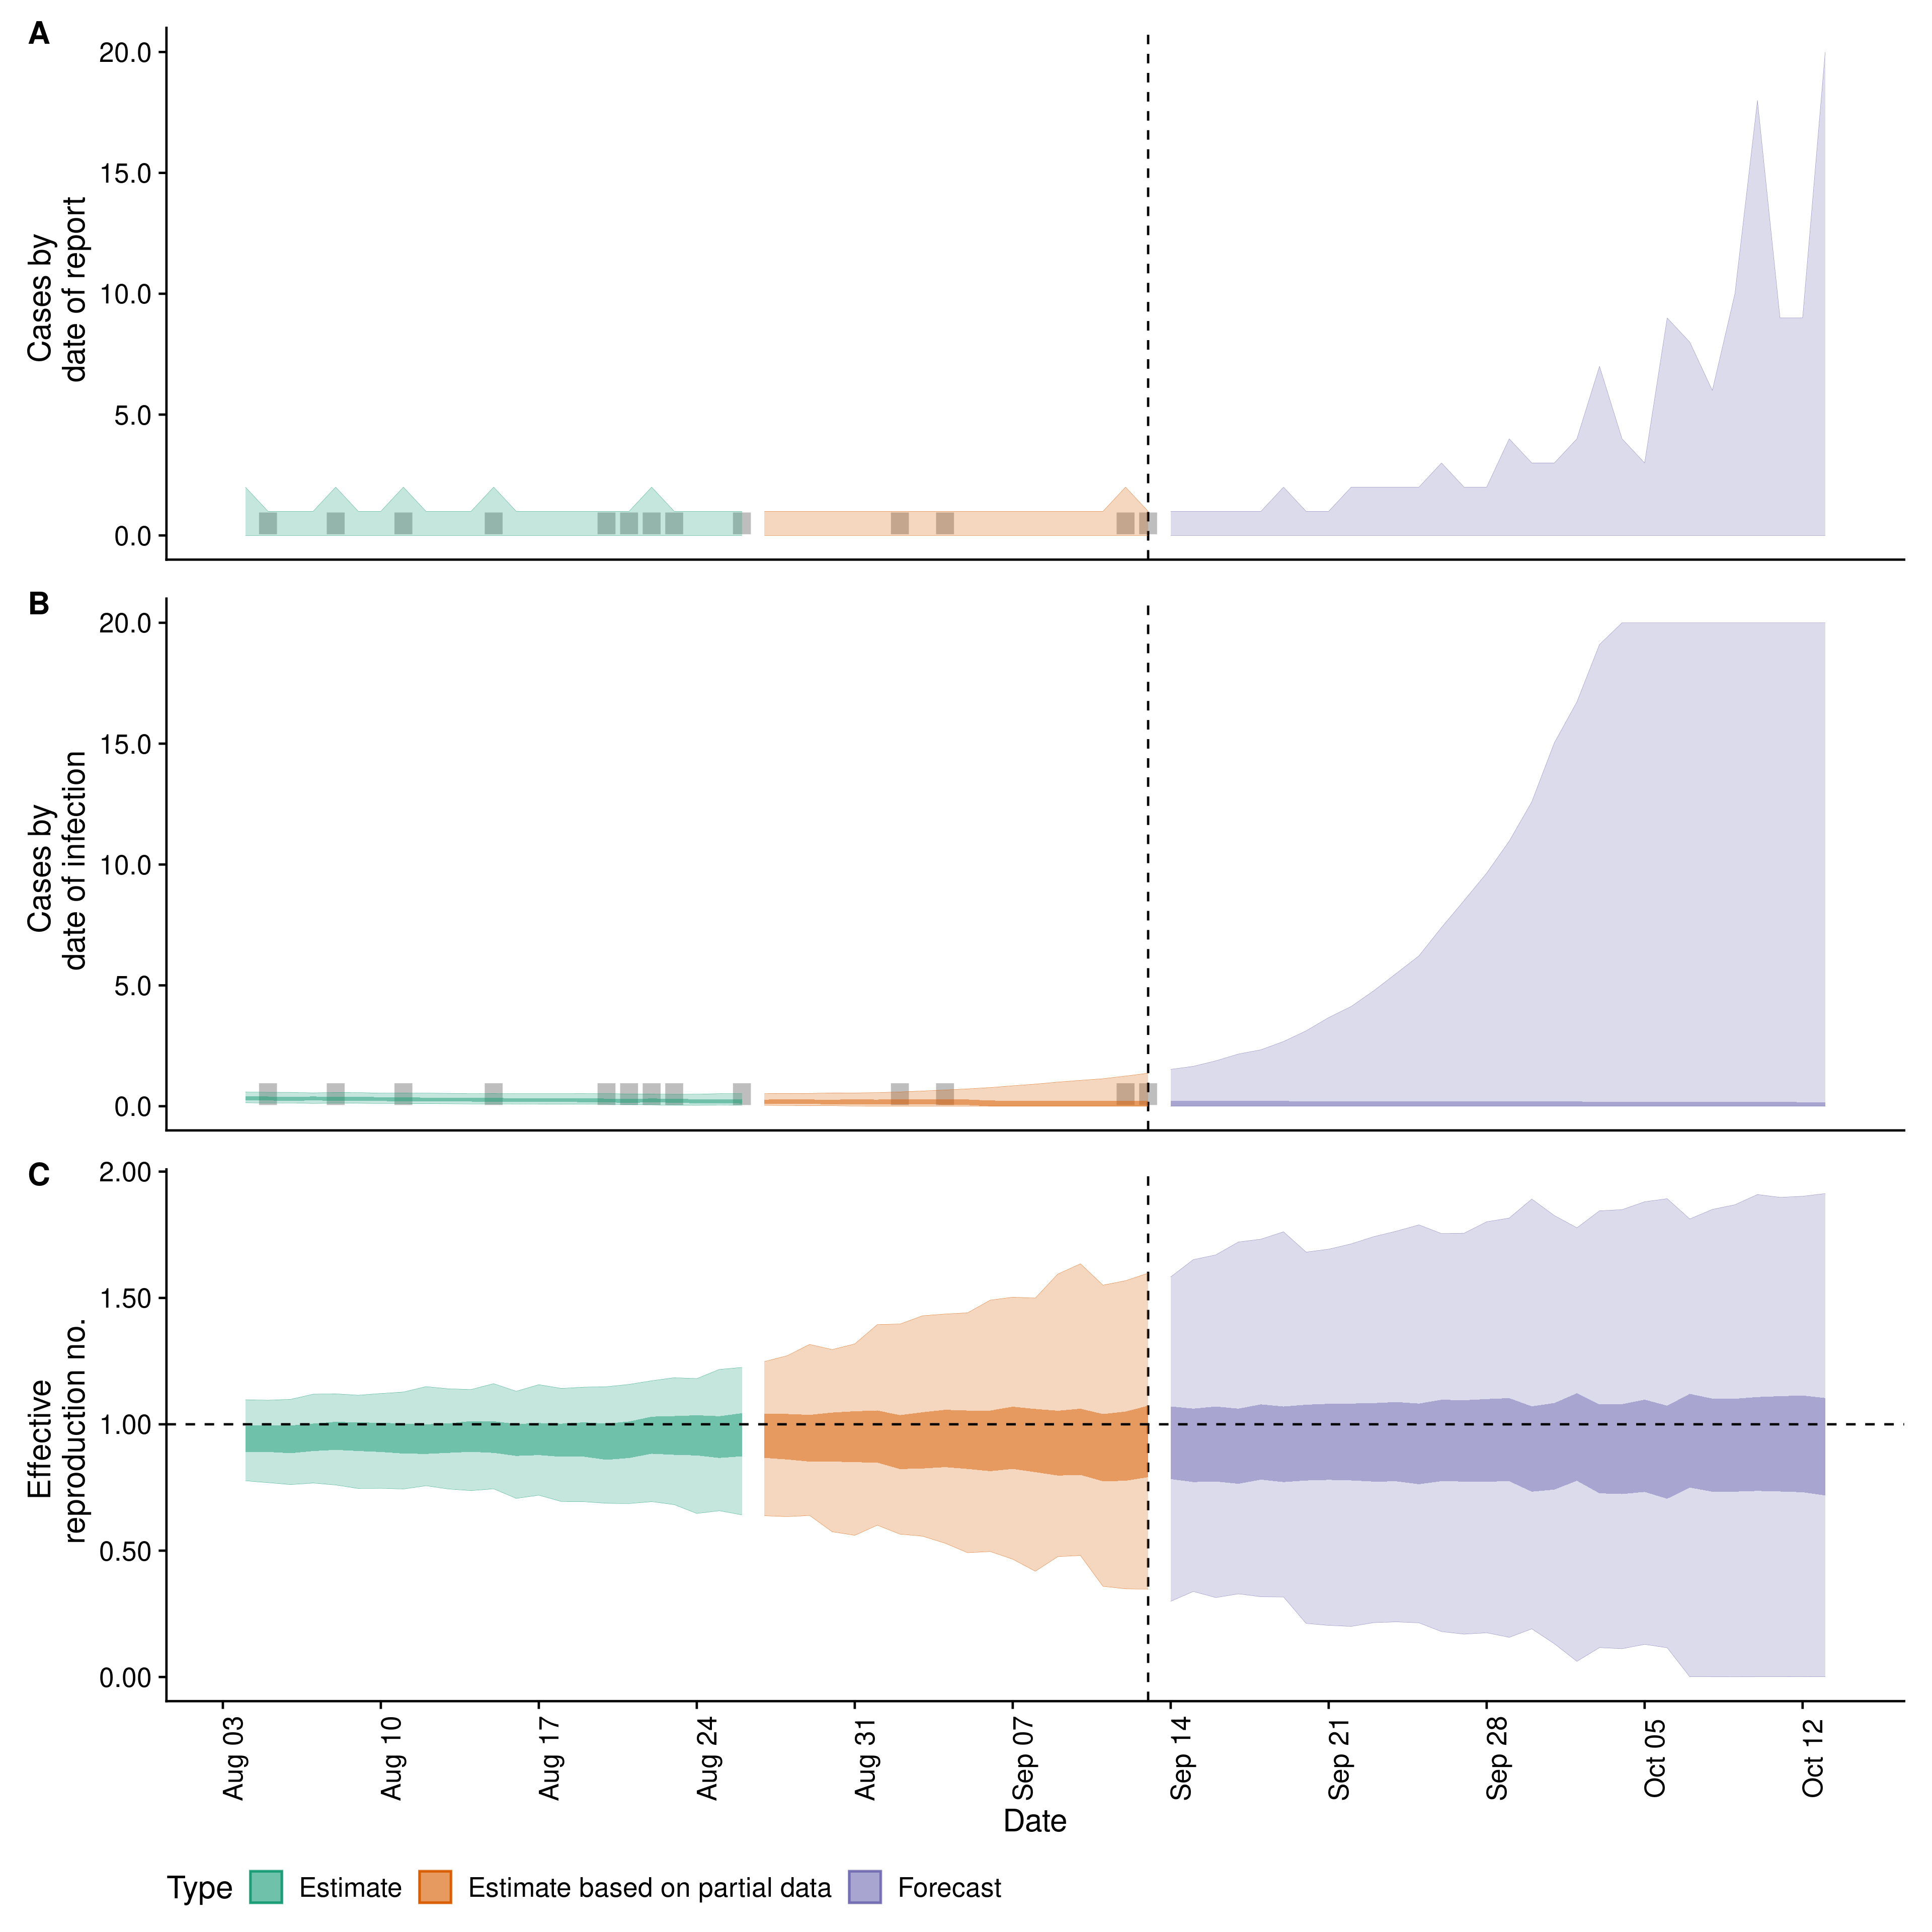 A
20.0
15.0
10.0
5.0
0.0
Cases by
date of report
B
20.0
15.0
10.0
5.0
0.0
Cases by
date of infection
C
2.00
1.50
1.00
0.50
0.00
Effective
reproduction no.
Aug 03
Aug 10
Aug 17
Aug 24
Aug 31
Sep 07
Sep 14
Sep 21
Sep 28
Oct 05
Oct 12
Date
Type Estimate Estimate based on partial data Forecast